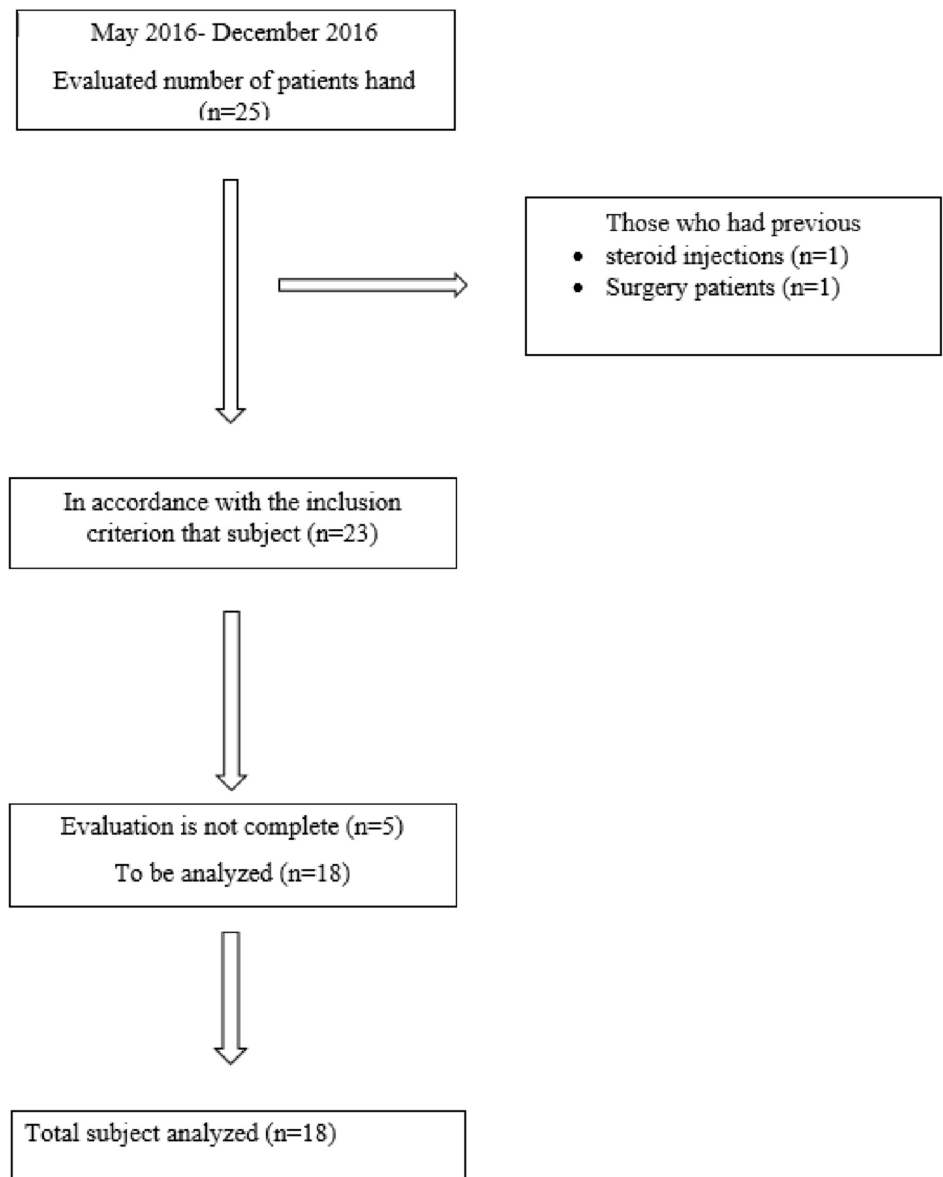 May 2016- December 2016
Evaluated number of patients hand
(n=25)
Those who had previous
• steroid injections (n=1)
• Surgery patients (n=1)
In accordance with the inclusion
criterion that subject (n=23)
Evaluation is not complete (n=5)
To be analyzed (n=18)
Total subject analyzed (n=18)